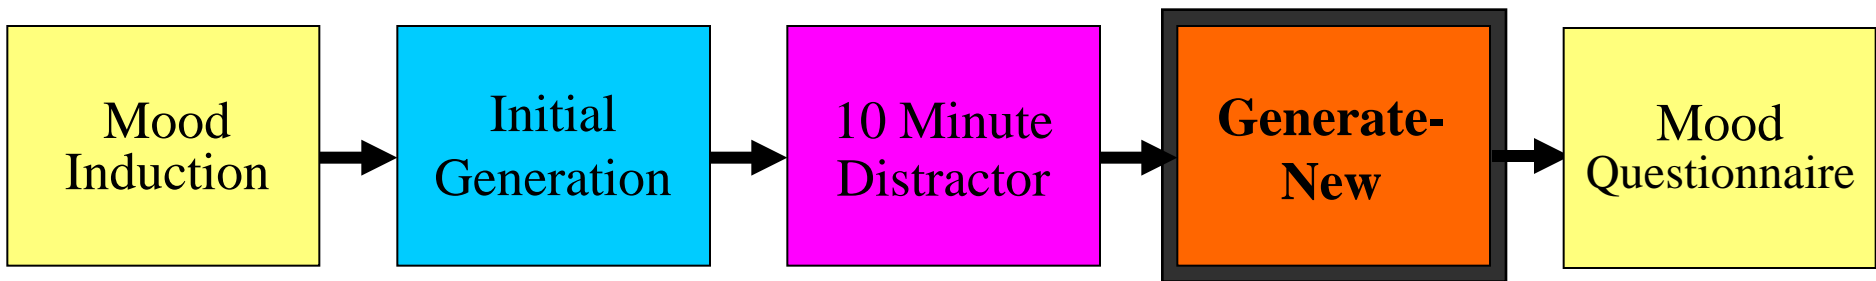 Mood
Induction
Initial
Generation
10 Minute
Distractor
Generate-
New
Mood
Questionnaire